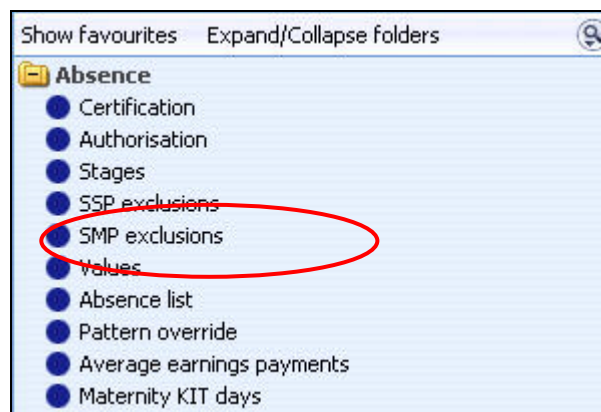 Show favourites Expand/Collapse folders
Absence
Certification
Authorisation
Stages
SSP exclusions
SMP exclusions
Values
Absence list
Pattern override
Average earnings payments
Maternity KIT days